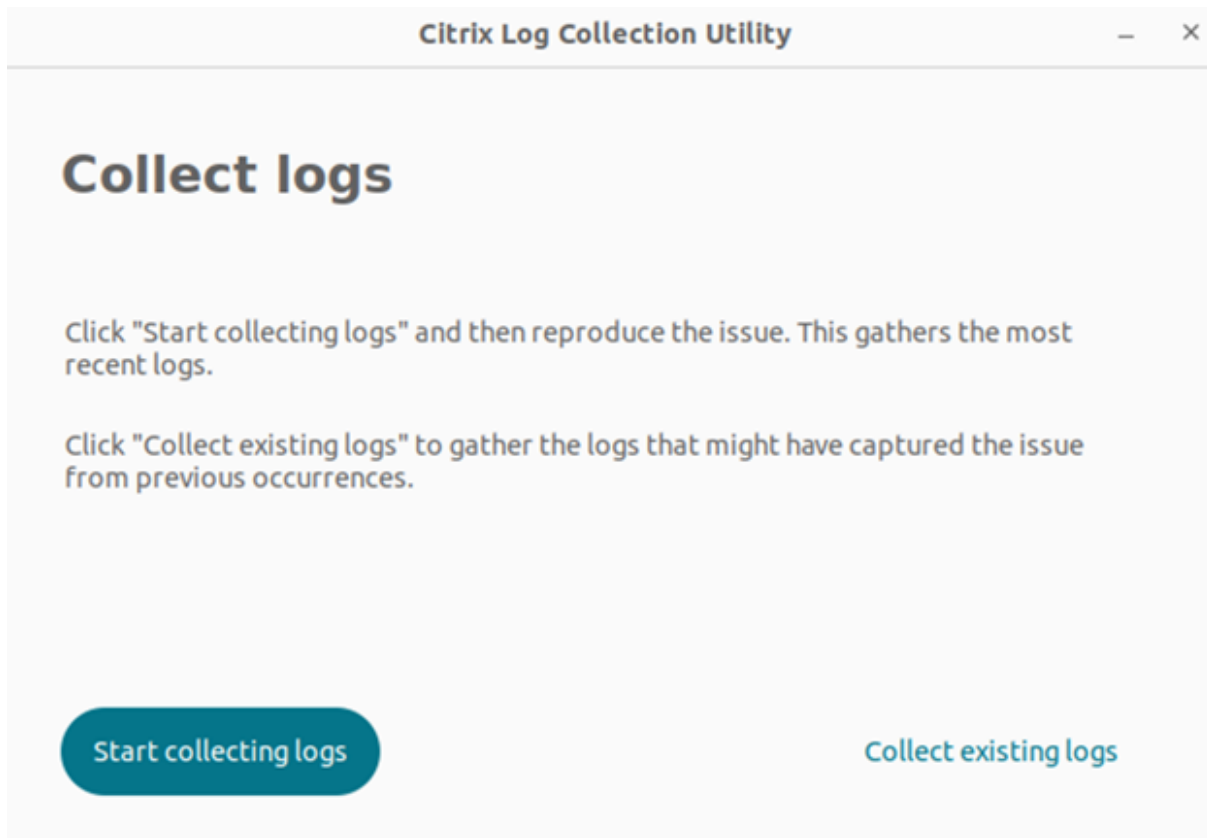 Citrix Log Collection Utility
Collect logs
Click "Start collecting logs" and then reproduce the issue. This gathers the most
recent logs.
Click "Collect existing logs" to gather the logs that might have captured the issue
from previous occurrences.
Start collecting logs
Collect existing logs